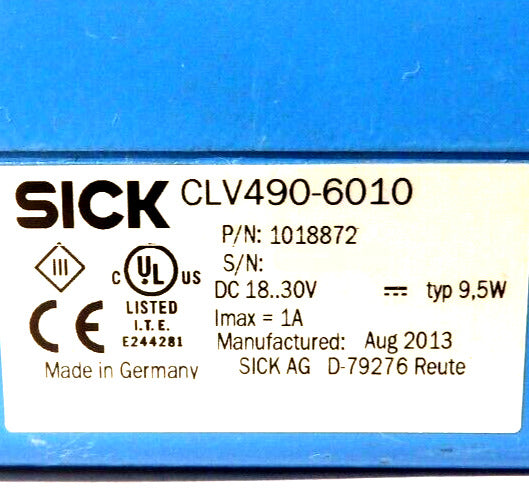 SICK CLV490-6010
P/N: 1018872
S/N:
III
C UL US
LISTED
I.T.E.
E244281
DC 18..30V typ 9,5W
Imax = 1A
Manufactured: Aug 2013
CE
Made in Germany
SICK AG D-79276 Reute